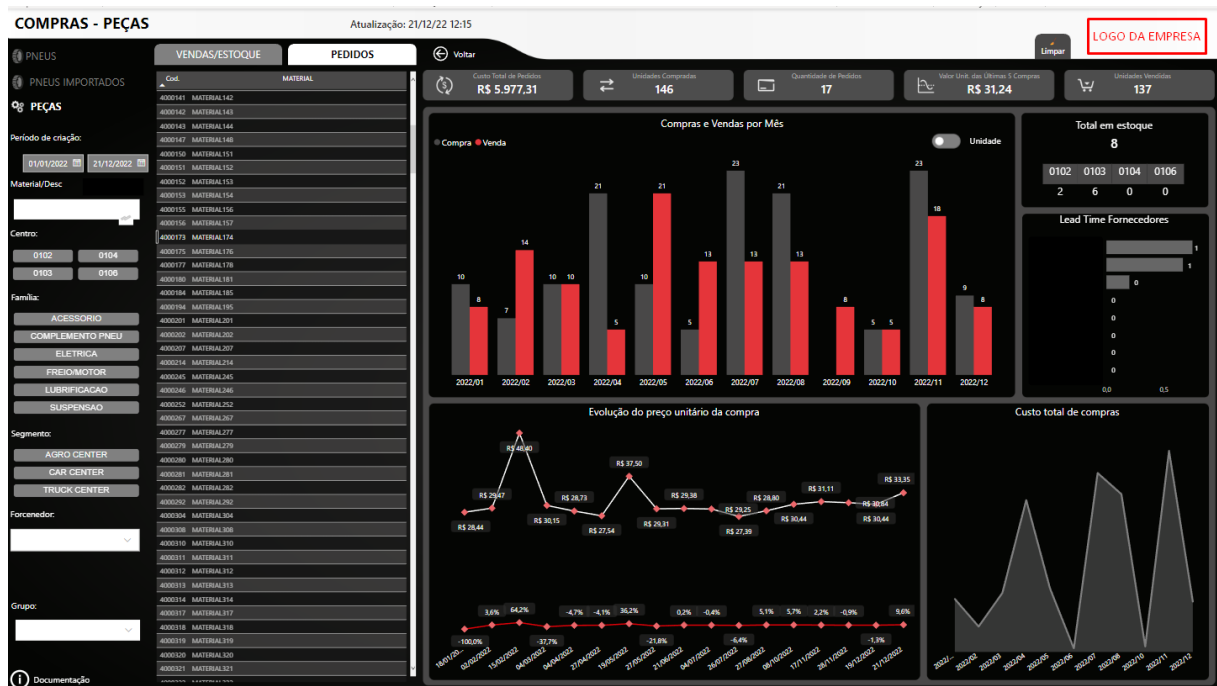 COMPRAS - PEÇAS
Atualização: 21/12/22 12:15
LOGO DA EMPRESA
PNEUS
PNEUS IMPORTADOS
PEÇAS
Período de criação:
01/01/2022 21/12/2022
Material/Desc
Centro:
0102 0104
0103 0106
Família:
ACESSORIO
COMPLEMENTO PNEU
ELETRICA
FREIO/MOTOR
LUBRIFICACAO
SUSPENSAO
Segmento:
AGRO CENTER
CAR CENTER
TRUCK CENTER
Forcenedor:
Grupo:
Documentação
VENDAS/ESTOQUE PEDIDOS
Cod. MATERIAL
4000141 MATERIAL142
4000142 MATERIAL143
4000143 MATERIAL144
4000147 MATERIAL148
4000150 MATERIAL151
4000151 MATERIAL152
4000152 MATERIAL153
4000153 MATERIAL154
4000155 MATERIAL156
4000156 MATERIAL157
4000173 MATERIAL174
4000175 MATERIAL176
4000177 MATERIAL178
4000180 MATERIAL181
4000184 MATERIAL185
4000194 MATERIAL195
4000201 MATERIAL201
4000202 MATERIAL202
4000207 MATERIAL207
4000214 MATERIAL214
4000245 MATERIAL245
4000246 MATERIAL246
4000252 MATERIAL252
4000267 MATERIAL267
4000277 MATERIAL277
4000279 MATERIAL279
4000280 MATERIAL280
4000281 MATERIAL281
4000282 MATERIAL282
4000292 MATERIAL292
4000304 MATERIAL304
4000308 MATERIAL308
4000310 MATERIAL310
4000311 MATERIAL311
4000312 MATERIAL312
4000313 MATERIAL313
4000314 MATERIAL314
4000317 MATERIAL317
4000318 MATERIAL318
4000319 MATERIAL319
4000320 MATERIAL320
4000321 MATERIAL321
Voltar
Limpar
Custo Total de Pedidos
R$ 5.977,31
Unidades Compradas
146
Quantidade de Pedidos
17
Valor Unit. das Últimas 5 Compras
R$ 31,24
Unidades Vendidas
137
Compras e Vendas por Mês
Compra Venda
Unidade
10 8 7 14 10 10 21 5 10 21 5 13 23 13 21 13 8 5 5 23 18 9 8
2022/01 2022/02 2022/03 2022/04 2022/05 2022/06 2022/07 2022/08 2022/09 2022/10 2022/11 2022/12
Total em estoque
8
0102 0103 0104 0106
2 6 0 0
Lead Time Fornecedores
1
1
0
0
0
0
0
0,0 0,5
Evolução do preço unitário da compra
R$ 28,44 R$ 29,47 R$ 48,40 R$ 30,15 R$ 28,73 R$ 27,54 R$ 37,50 R$ 29,31 R$ 29,38 R$ 29,25 R$ 27,39 R$ 28,80 R$ 30,44 R$ 31,11 R$ 30,84 R$ 30,44 R$ 33,35
-100,0% 3,6% 64,2% -37,7% -4,7% -4,1% 36,2% -21,8% 0,2% -0,4% -6,4% 5,1% 5,7% 2,2% -0,9% -1,3% 9,6%
18/01/20... 02/02/2022 15/02/2022 04/03/2022 04/04/2022 27/04/2022 19/05/2022 27/05/2022 21/06/2022 04/07/2022 26/07/2022 27/08/2022 08/10/2022 17/11/2022 28/11/2022 19/12/2022 21/12/2022
Custo total de compras
2022/... 2022/02 2022/03 2022/04 2022/05 2022/06 2022/07 2022/08 2022/10 2022/11 2022/12